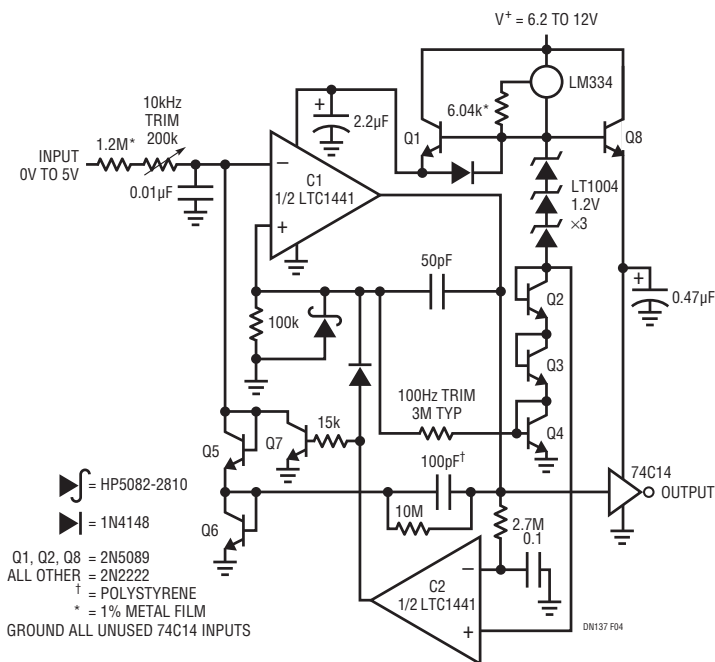 V+ = 6.2 TO 12V
LM334
6.04k*
Q1
Q8
2.2µF
+
10kHz
TRIM
200k
1.2M*
INPUT
0V TO 5V
0.01µF
−
C1
1/2 LTC1441
+
LT1004
1.2V
×3
50pF
+
0.47µF
Q2
100k
Q3
100Hz TRIM
3M TYP
Q4
15k
Q5
Q7
74C14
OUTPUT
100pF†
10M
Q6
2.7M
0.1
−
C2
1/2 LTC1441
+
= HP5082-2810
= 1N4148
Q1, Q2, Q8 = 2N5089
ALL OTHER = 2N2222
† = POLYSTYRENE
* = 1% METAL FILM
GROUND ALL UNUSED 74C14 INPUTS
DN137 F04